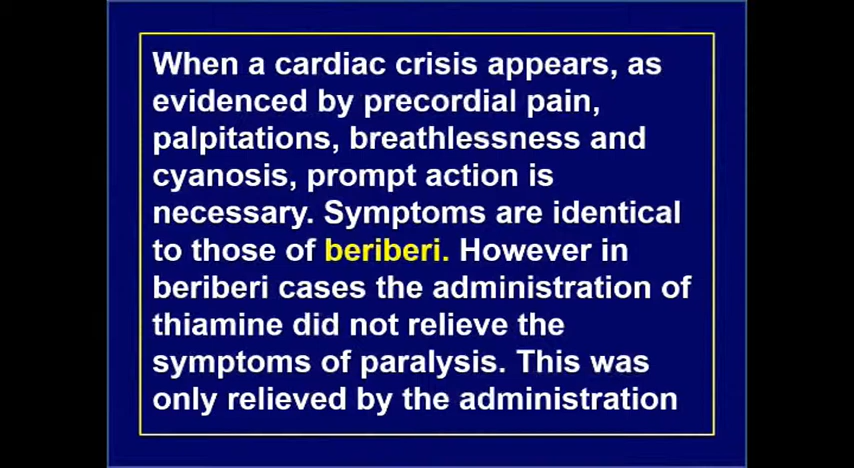 When a cardiac crisis appears, as
evidenced by precordial pain,
palpitations, breathlessness and
cyanosis, prompt action is
necessary. Symptoms are identical
to those of beriberi. However in
beriberi cases the administration of
thiamine did not relieve the
symptoms of paralysis. This was
only relieved by the administration